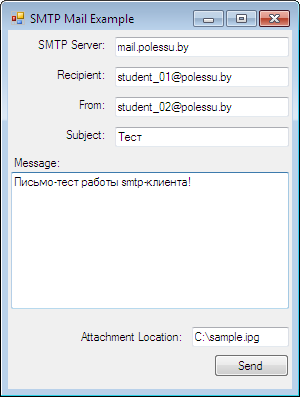 SMTP Mail Example
SMTP Server: mail.polessu.by
Recipient: student_01@polessu.by
From: student_02@polessu.by
Subject: Тест
Message:
Письмо-тест работы smtp-клиента!
Attachment Location: C:\sample.ipg
Send